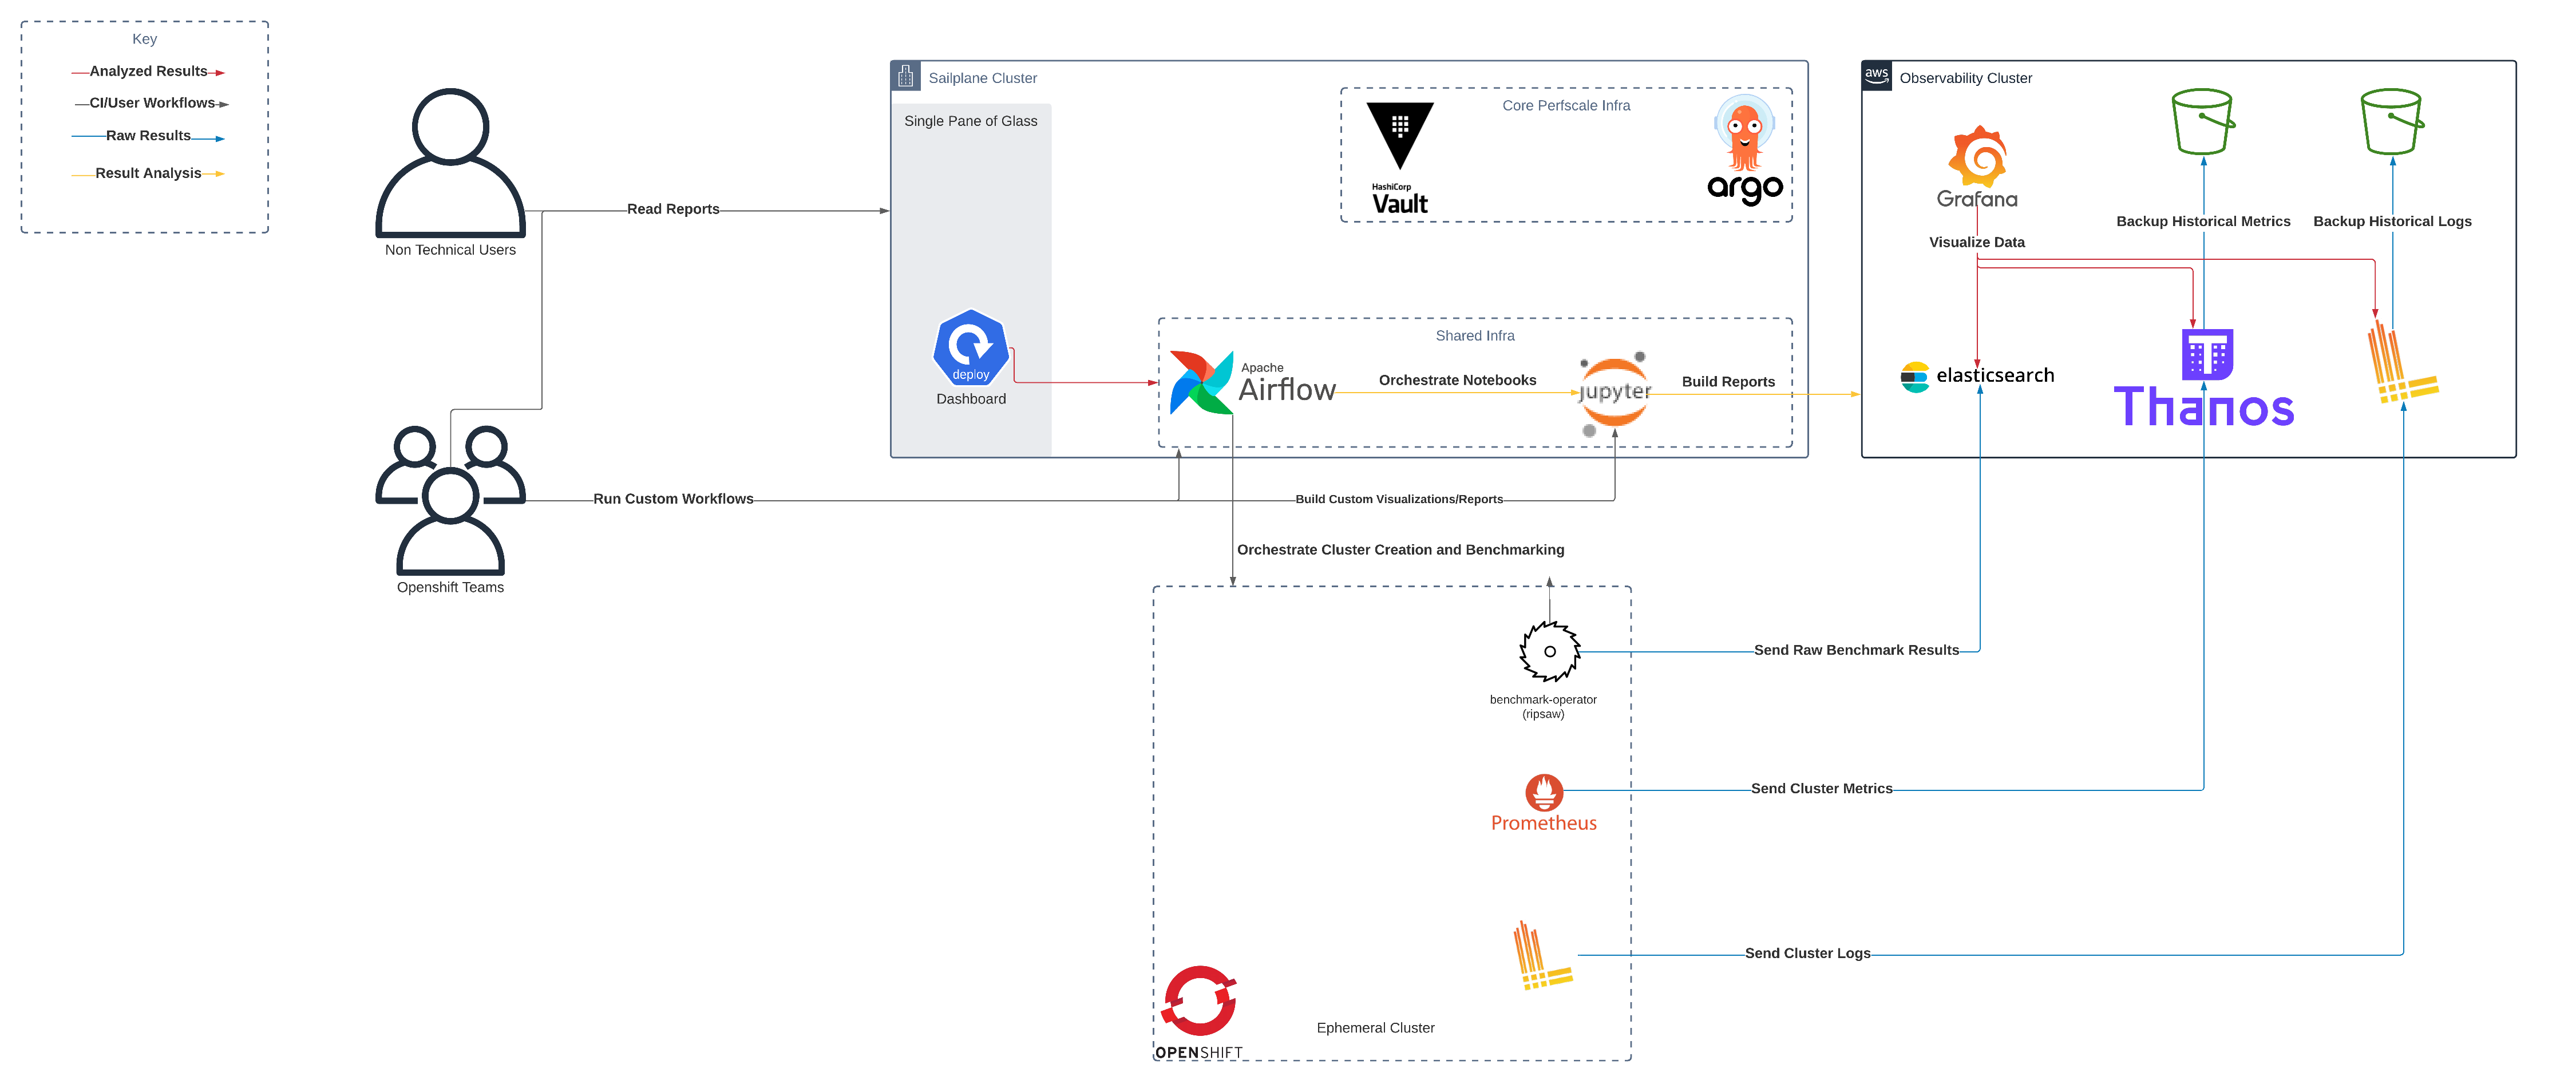 Key
Analyzed Results
CI/User Workflows
Raw Results
Result Analysis
Non Technical Users
Read Reports
Openshift Teams
Run Custom Workflows
Build Custom Visualizations/Reports
Sailplane Cluster
Single Pane of Glass
deploy
Dashboard
Core Perfscale Infra
HashiCorp
Vault
argo
Shared Infra
Apache
Airflow
Orchestrate Notebooks
jupyter
Build Reports
aws
Observability Cluster
Grafana
Visualize Data
Backup Historical Metrics
Backup Historical Logs
elasticsearch
T
Thanos
Orchestrate Cluster Creation and Benchmarking
benchmark-operator
(ripsaw)
Send Raw Benchmark Results
Prometheus
Send Cluster Metrics
Send Cluster Logs
OPENSHIFT
Ephemeral Cluster